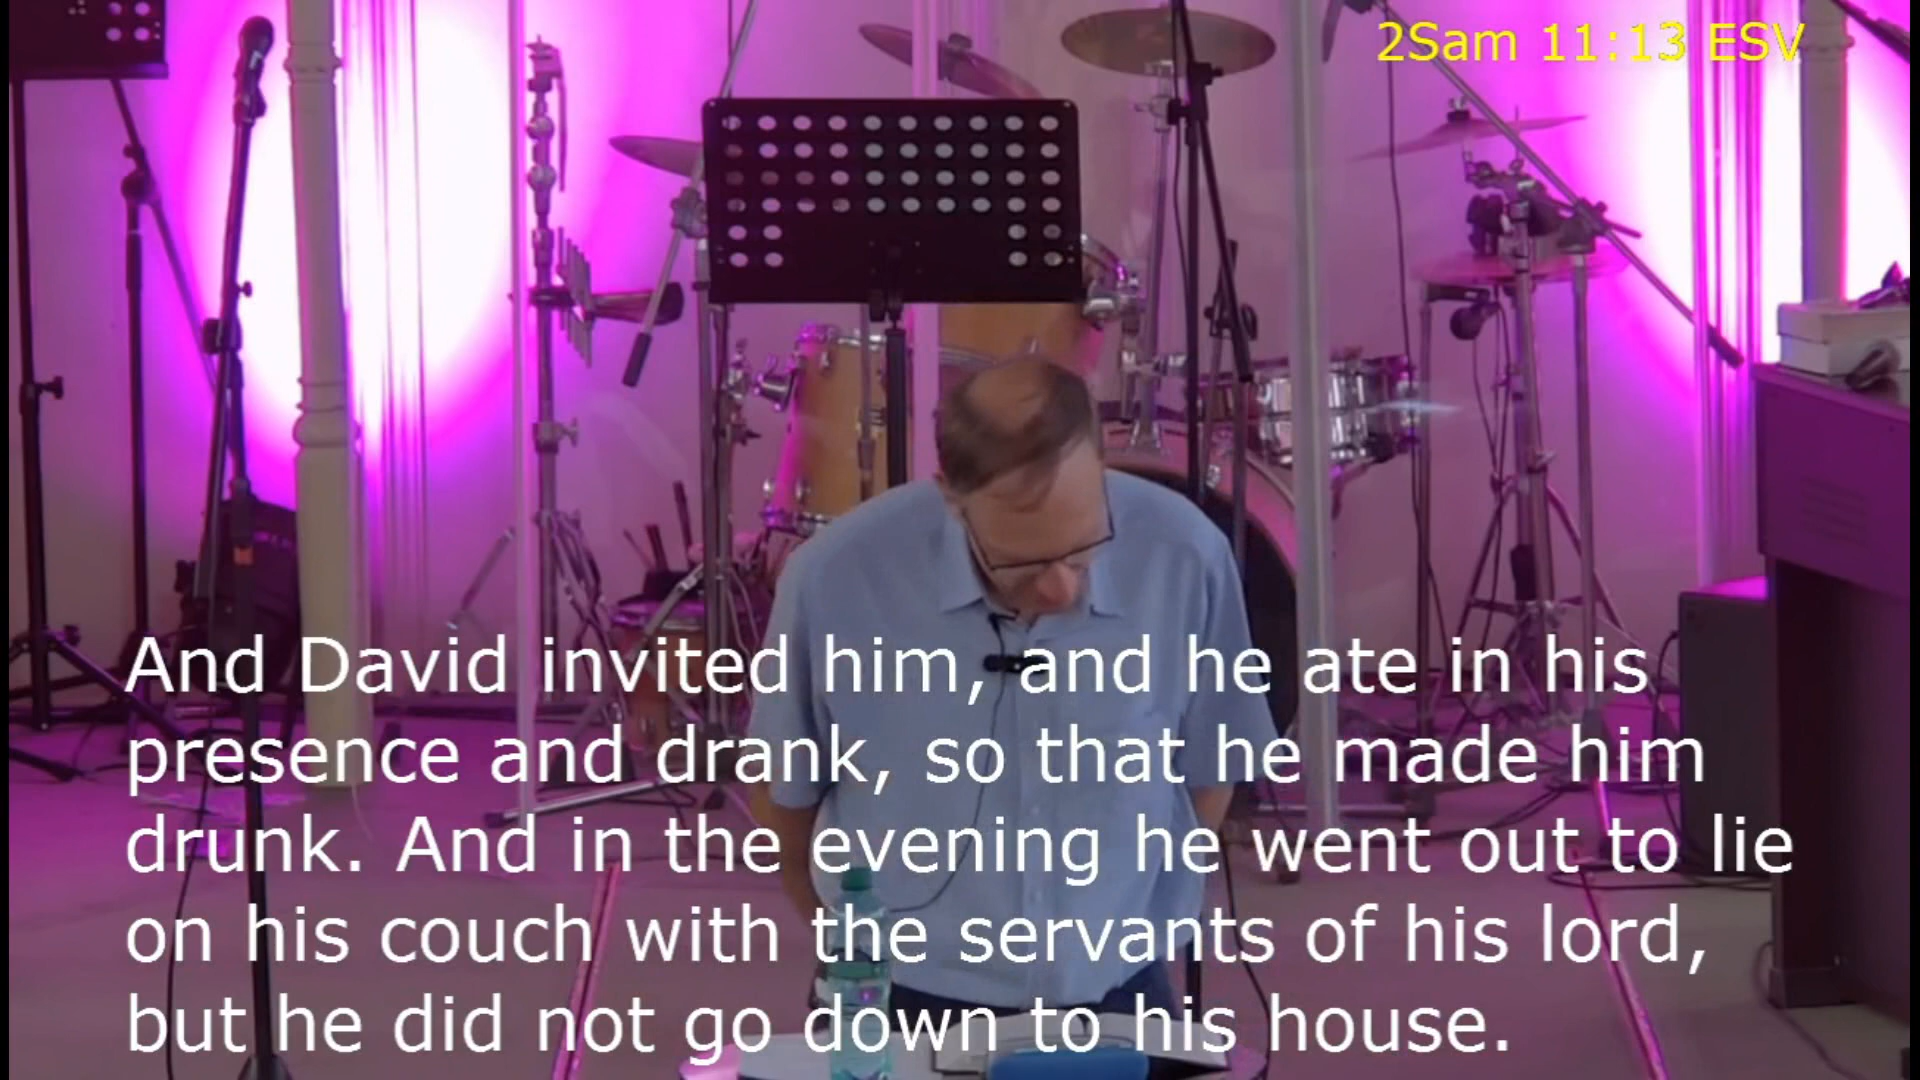 2Sam 11:13 ESV
And David invited him, and he ate in his
presence and drank, so that he made him
drunk. And in the evening he went out to lie
on his couch with the servants of his lord,
but he did not go down to his house.